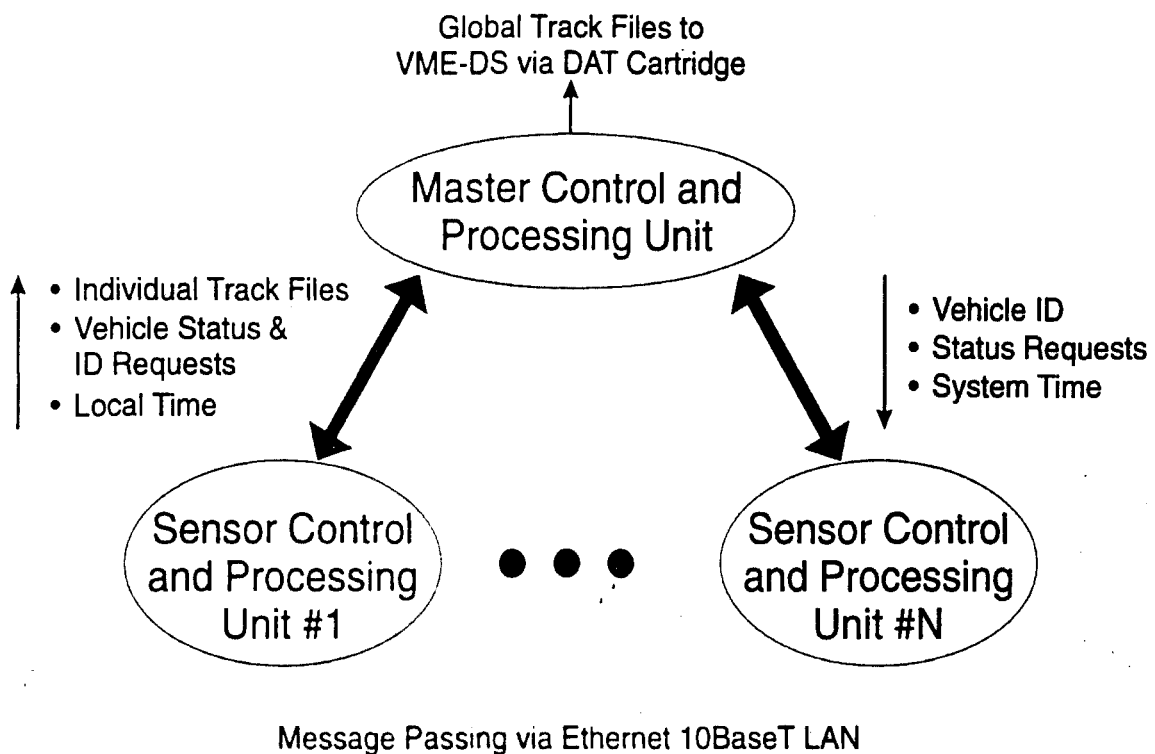 Global Track Files to
VME-DS via DAT Cartridge
Master Control and
Processing Unit
• Individual Track Files
• Vehicle Status &
ID Requests
• Local Time
• Vehicle ID
• Status Requests
• System Time
Sensor Control
and Processing
Unit #1
Sensor Control
and Processing
Unit #N
Message Passing via Ethernet 10BaseT LAN